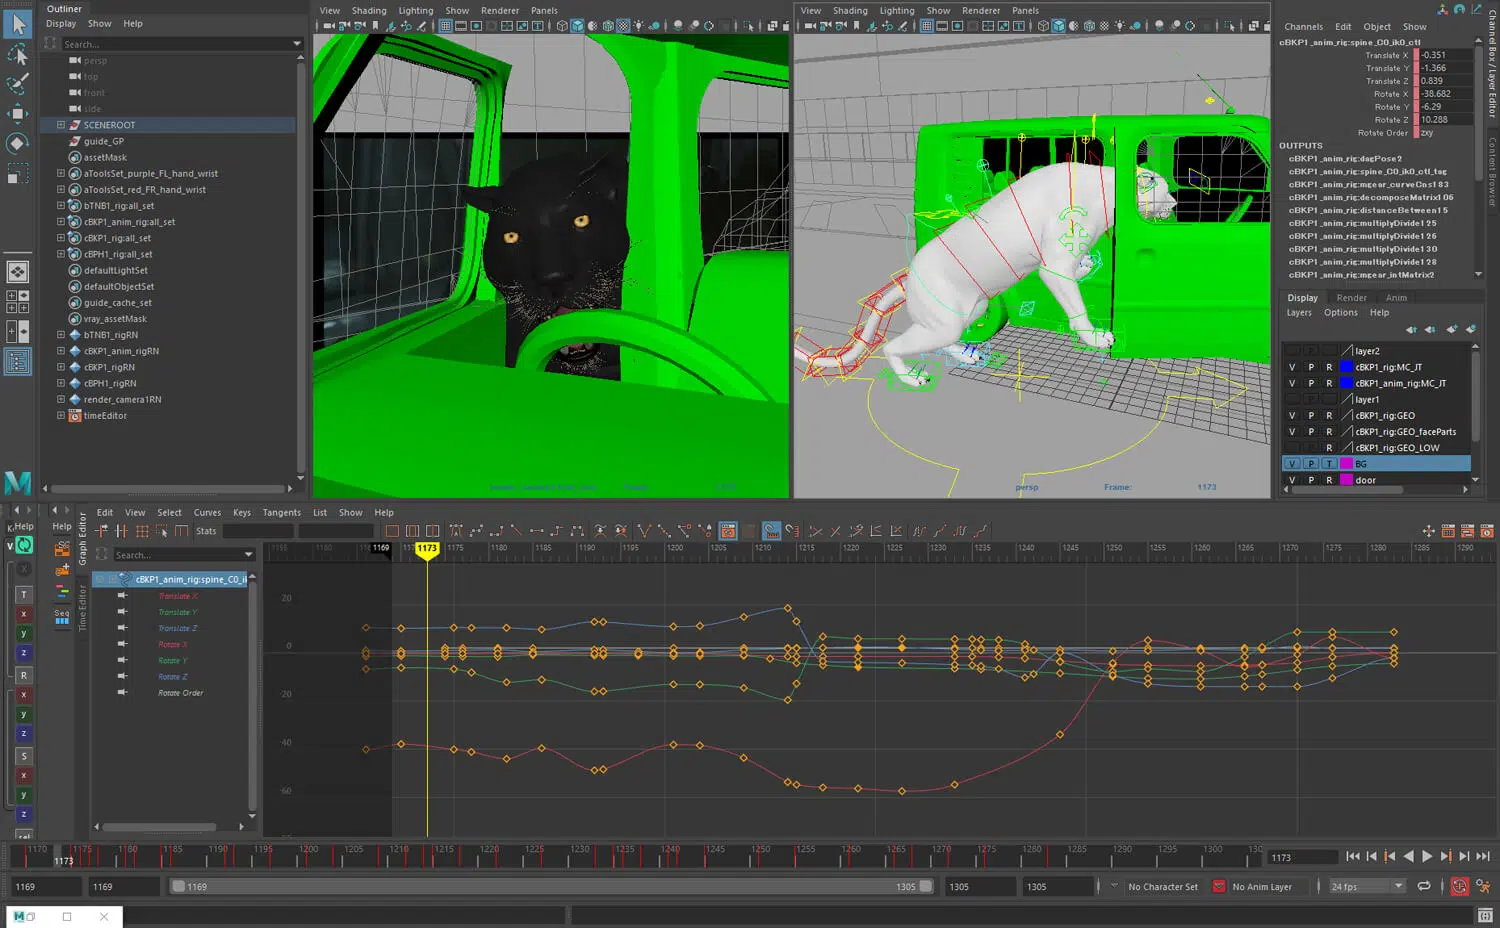 Outliner
Display Show Help
Search...
persp
top
front
side
SCENEROOT
guide_GP
assetMask
aToolsSet_purple_FL_hand_wrist
aToolsSet_red_FR_hand_wrist
bTNB1_rig:all_set
cBKP1_anim_rig:all_set
cBKP1_rig:all_set
cBPH1_rig:all_set
defaultLightSet
defaultObjectSet
guide_cache_set
vray_assetMask
bTNB1_rigRN
cBKP1_anim_rigRN
cBKP1_rigRN
cBPH1_rigRN
render_camera1RN
timeEditor
View Shading Lighting Show Renderer Panels
View Shading Lighting Show Renderer Panels
persp Frame: 1173
Channels Edit Object Show
cBKP1_anim_rig:spine_C0_ik0_ctl
Translate X -0.351
Translate Y -1.366
Translate Z 0.839
Rotate X -38.682
Rotate Y -6.29
Rotate Z 10.288
Rotate Order zxy
OUTPUTS
cBKP1_anim_rig:dagPose2
cBKP1_anim_rig:spine_C0_ik0_ctl_tag
cBKP1_anim_rig:mgear_curveCns183
cBKP1_anim_rig:decomposeMatrix106
cBKP1_anim_rig:distanceBetween15
cBKP1_anim_rig:multiplyDivide125
cBKP1_anim_rig:multiplyDivide126
cBKP1_anim_rig:multiplyDivide130
cBKP1_anim_rig:multiplyDivide128
cBKP1_anim_rig:mgear_intMatrix2
Channel Box / Layer Editor
Content Browser
Display Render Anim
Layers Options Help
layer2
V P R cBKP1_rig:MC_JT
V P R cBKP1_anim_rig:MC_JT
layer1
V P R cBKP1_rig:GEO
V P R cBKP1_rig:GEO_faceParts
R cBKP1_rig:GEO_LOW
V P T BG
V P R door
Help
Help
Graph Editor
Time Editor
Edit View Select Curves Keys Tangents List Show Help
Stats
Search...
cBKP1_anim_rig:spine_C0_i
Translate X
Translate Y
Translate Z
Rotate X
Rotate Y
Rotate Z
Rotate Order
V
T
x
y
z
R
x
y
z
S
x
y
z
Seq
1155 1160 1169 1173 1175 1180 1185 1190 1195 1200 1205 1210 1215 1220 1225 1230 1235 1240 1245 1250 1255 1260 1265 1270 1275 1280 1285 1290
20
0
-20
-40
-60
1170 1173 1175 1180 1185 1190 1195 1200 1205 1210 1215 1220 1225 1230 1235 1240 1245 1250 1255 1260 1265 1270 1275 1280 1285 1290 1295 1300
1173
1169 1169 1169 1305 1305 1305 No Character Set No Anim Layer 24 fps
M